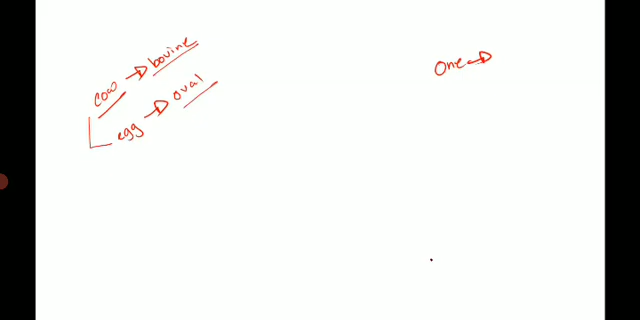 cow → bovine
egg → oval
One →